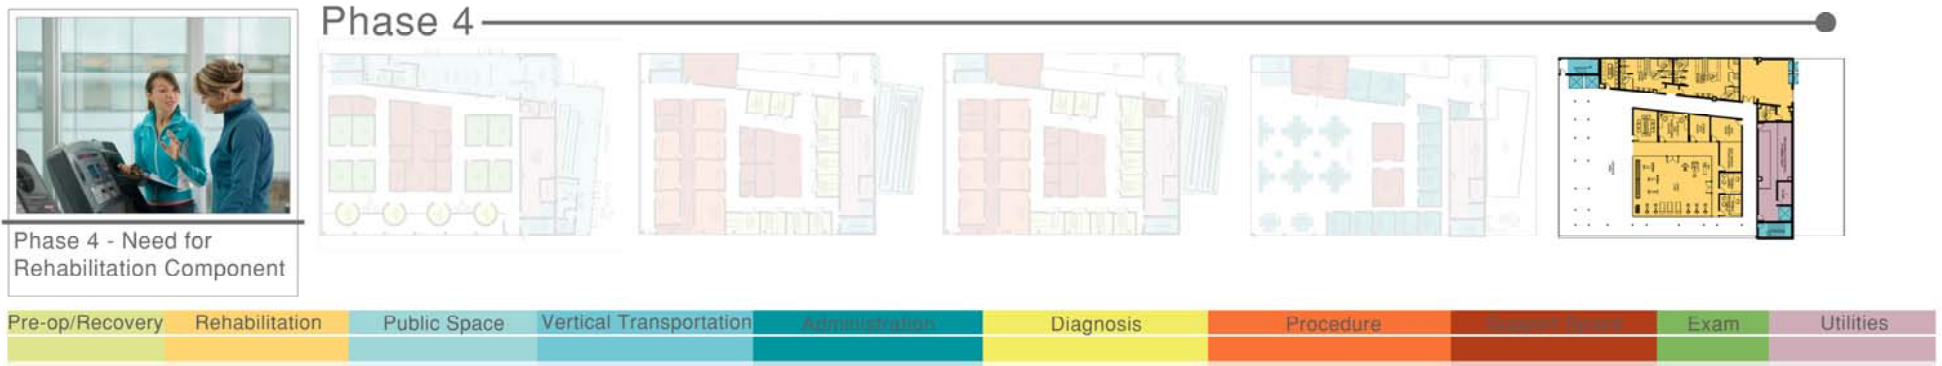 Phase 4
Phase 4 - Need for
Rehabilitation Component
Pre-op/Recovery
Rehabilitation
Public Space
Vertical Transportation
Administration
Diagnosis
Procedure
Exam
Utilities